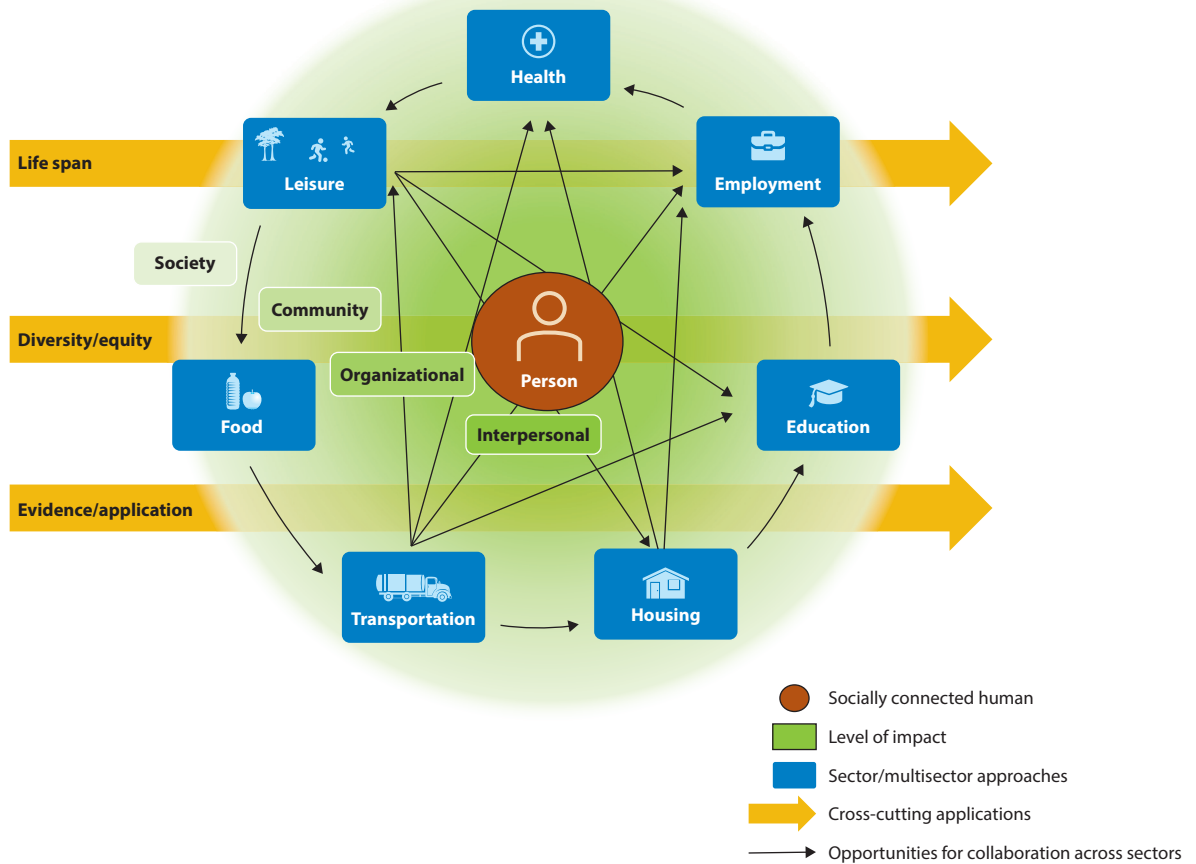 Health
Life span
Leisure
Employment
Society
Community
Diversity/equity
Organizational
Person
Food
Interpersonal
Education
Evidence/application
Transportation
Housing
Socially connected human
Level of impact
Sector/multisector approaches
Cross-cutting applications
Opportunities for collaboration across sectors